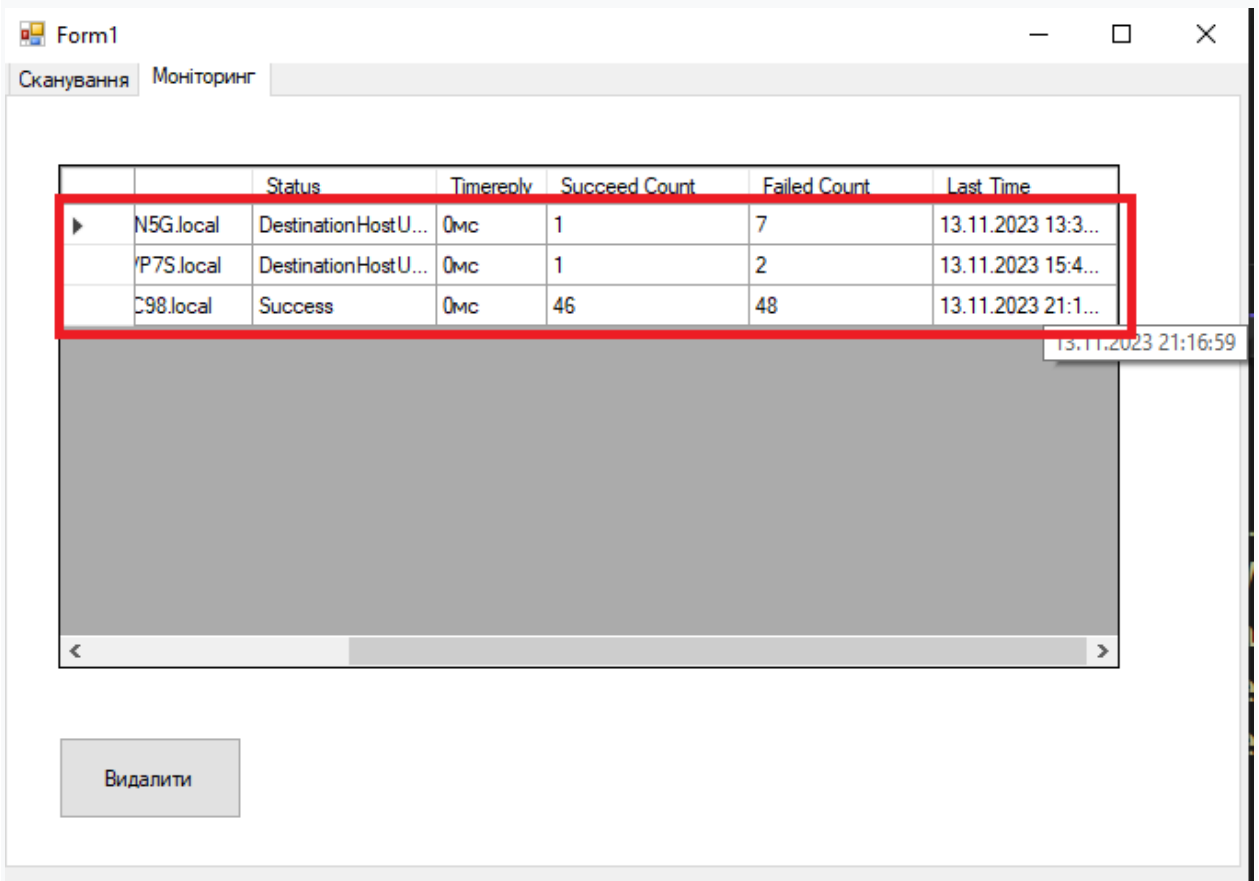 Form1
Сканування Моніторинг
Status Timereply Succeed Count Failed Count Last Time
N5G.local DestinationHostU... 0мс 1 7 13.11.2023 13:3...
VP7S.local DestinationHostU... 0мс 1 2 13.11.2023 15:4...
C98.local Success 0мс 46 48 13.11.2023 21:1...
13.11.2023 21:16:59
Видалити